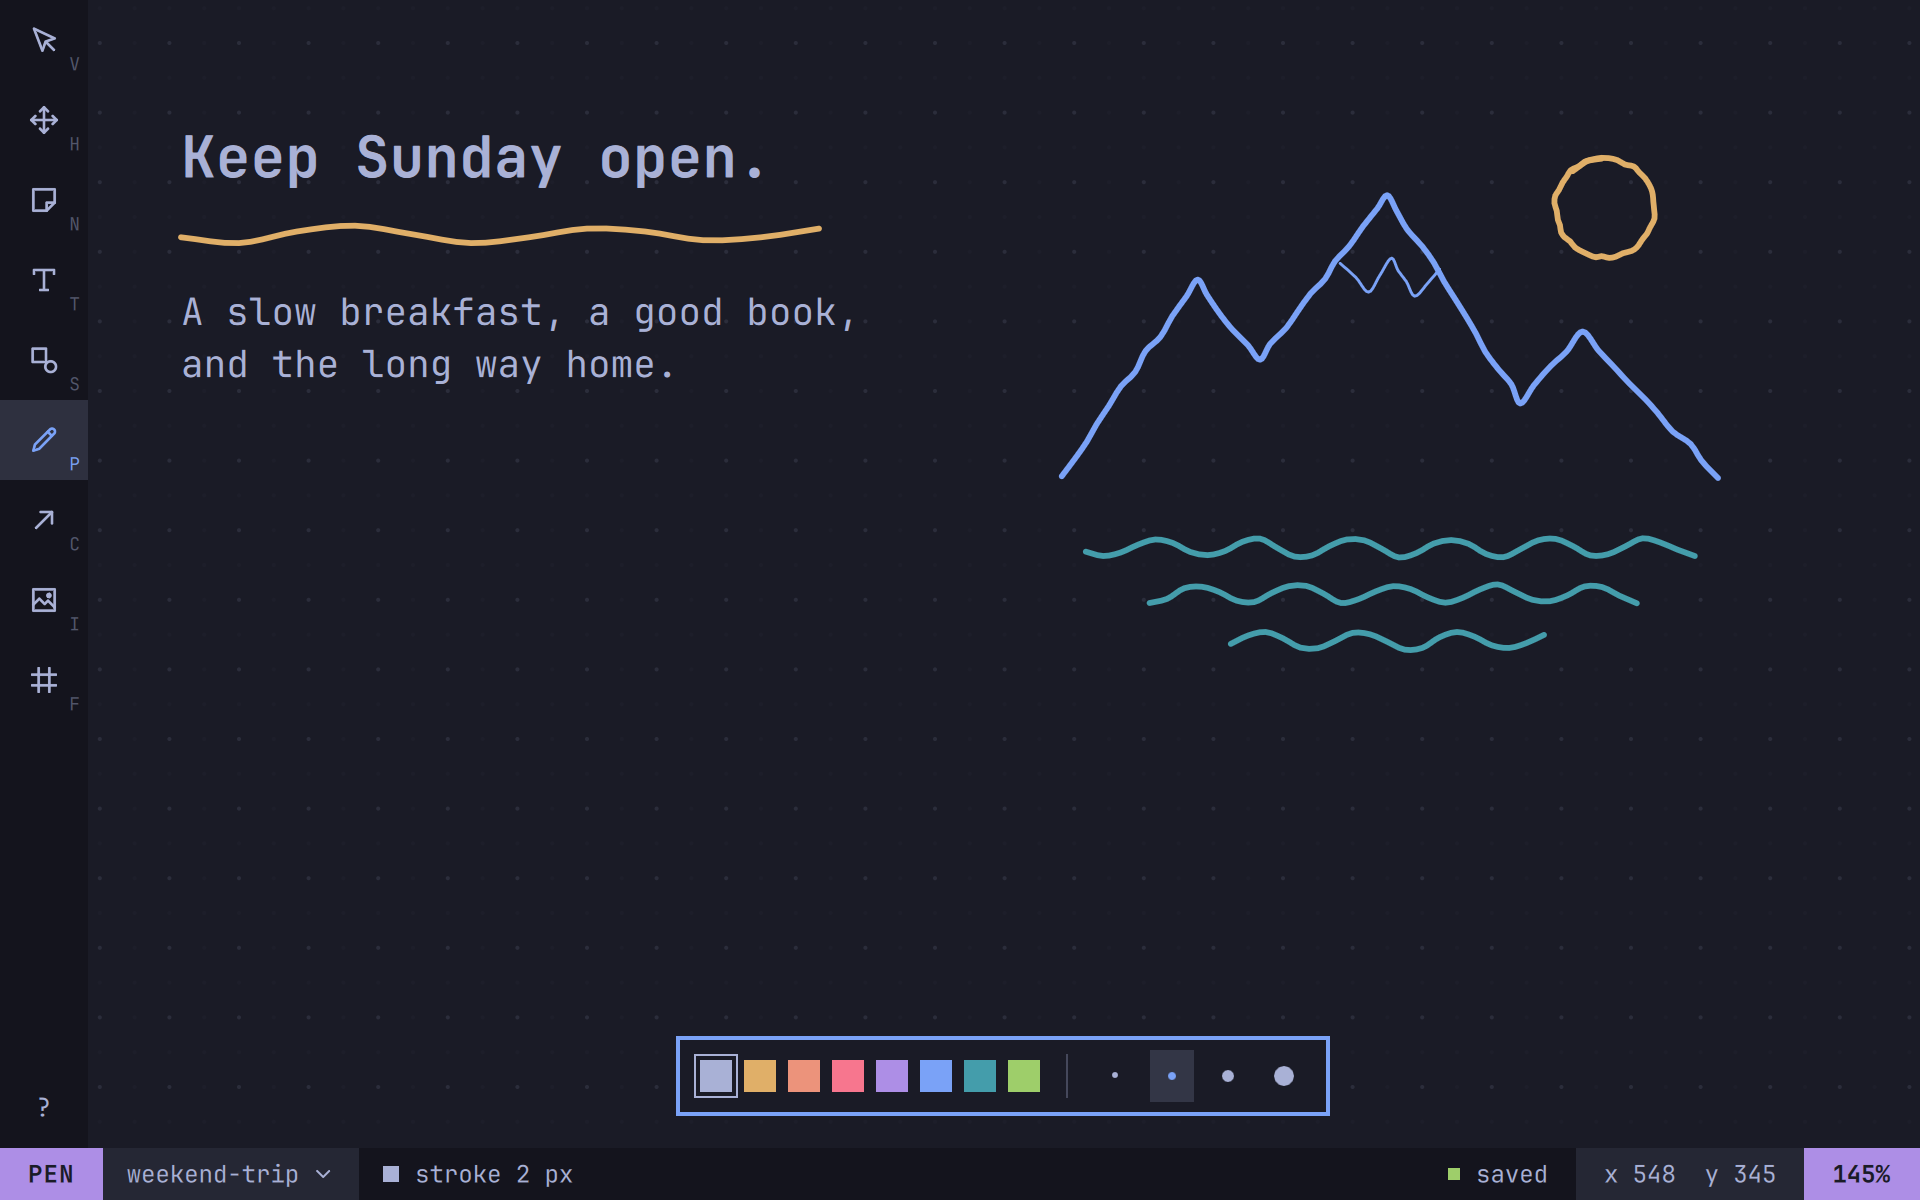 V
H
N
T
S
P
C
I
F
Keep Sunday open.
A slow breakfast, a good book,
and the long way home.
?
PEN
weekend-trip
stroke 2 px
saved
x 548 y 345
145%